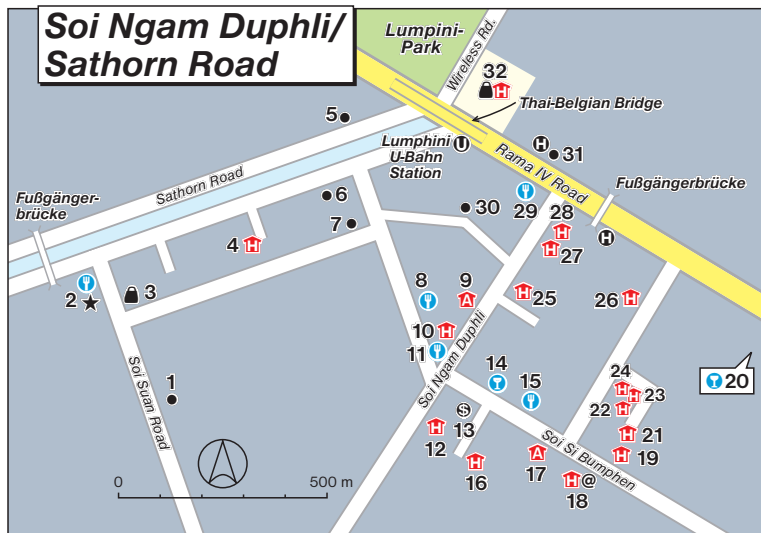 Soi Ngam Duphli/
Sathorn Road
Lumpini-
Park
Wireless Rd.
32
H
Thai-Belgian Bridge
5
Lumphini
U-Bahn
Station
U
H
31
Rama IV Road
Fußgängerbrücke
Sathorn Road
Fußgänger-
brücke
6
7
4
H
30
29
28
H
H
27
H
2
3
8
9
A
H
25
26
H
10
H
11
Soi Ngam Duphli
14
15
20
24
H
H
23
22
H
1
Soi Suan Road
$
13
H
12
H
21
H
19
Soi Si Bumphen
H
16
A
17
H
@
18
0
500 m